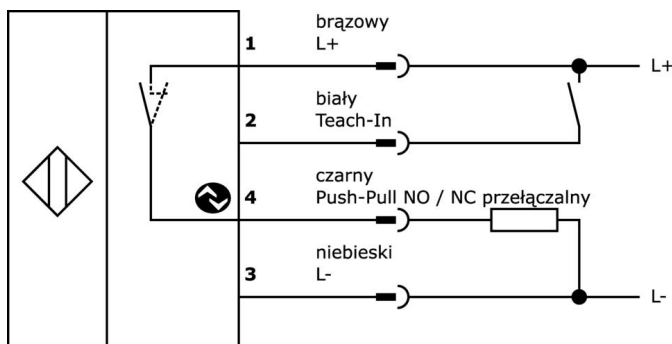 brązowy
1 L+
L+
biały
2 Teach-In
czarny
4 Push-Pull NO / NC przełączalny
niebieski
3 L-
L-